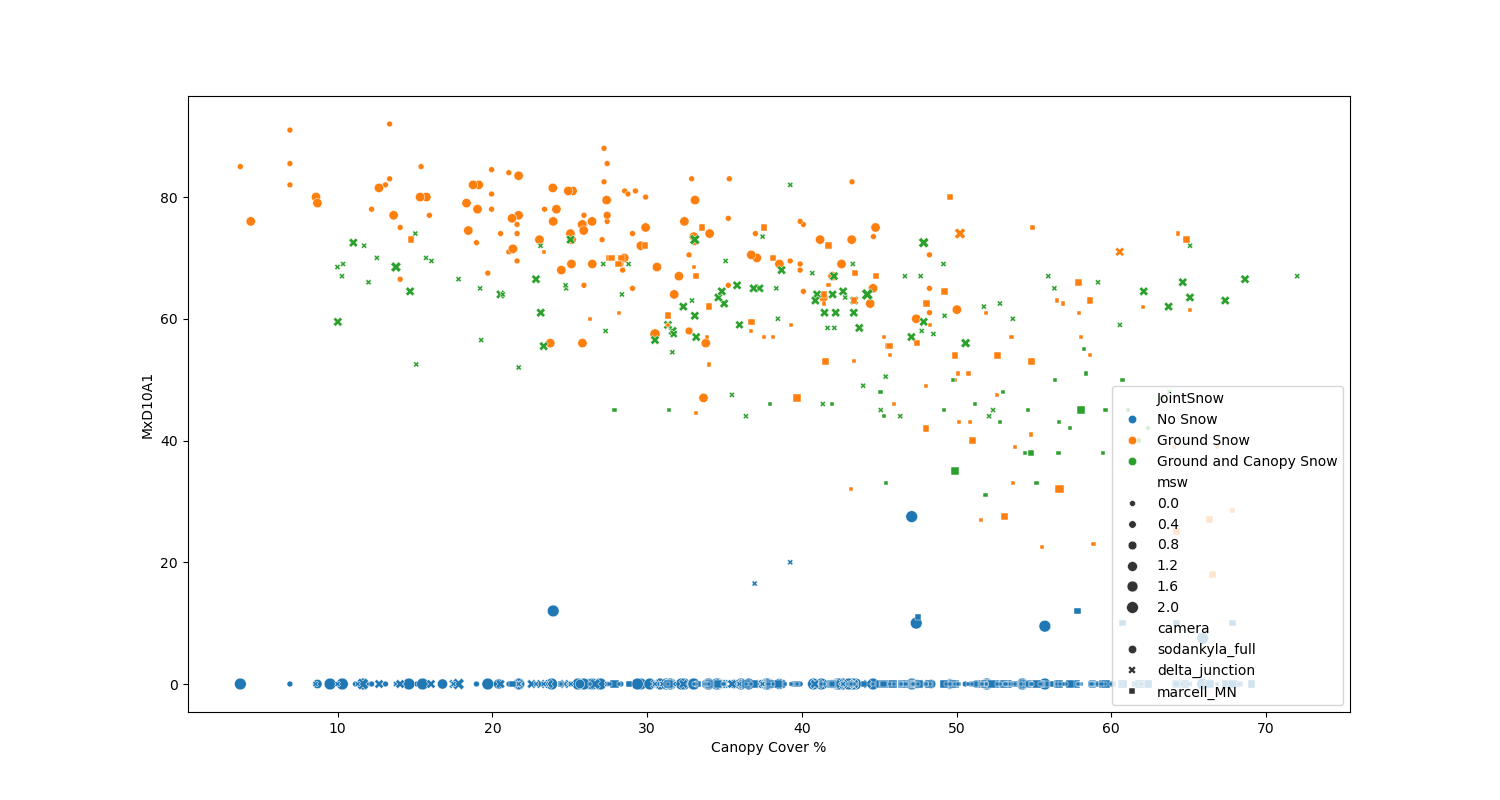 80
60
40
20
0
MxD10A1
10
20
30
40
50
60
70
Canopy Cover %
JointSnow
No Snow
Ground Snow
Ground and Canopy Snow
msw
0.0
0.4
0.8
1.2
1.6
2.0
camera
sodankyla_full
delta_junction
marcell_MN